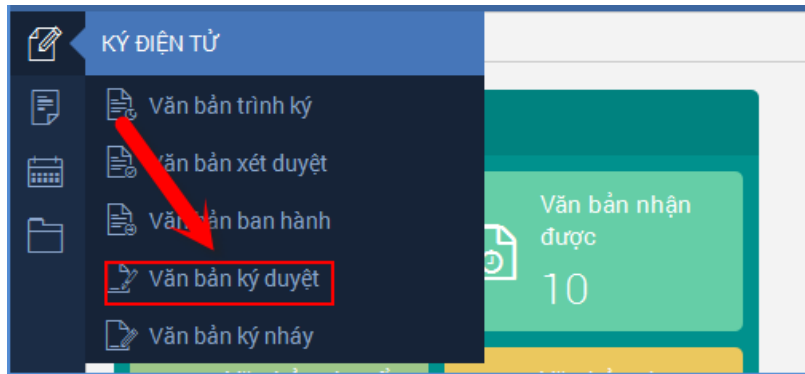 KÝ ĐIỆN TỬ
Văn bản trình ký
Văn bản xét duyệt
Văn bản ban hành
Văn bản ký duyệt
Văn bản ký nháy
Văn bản nhận
được
10